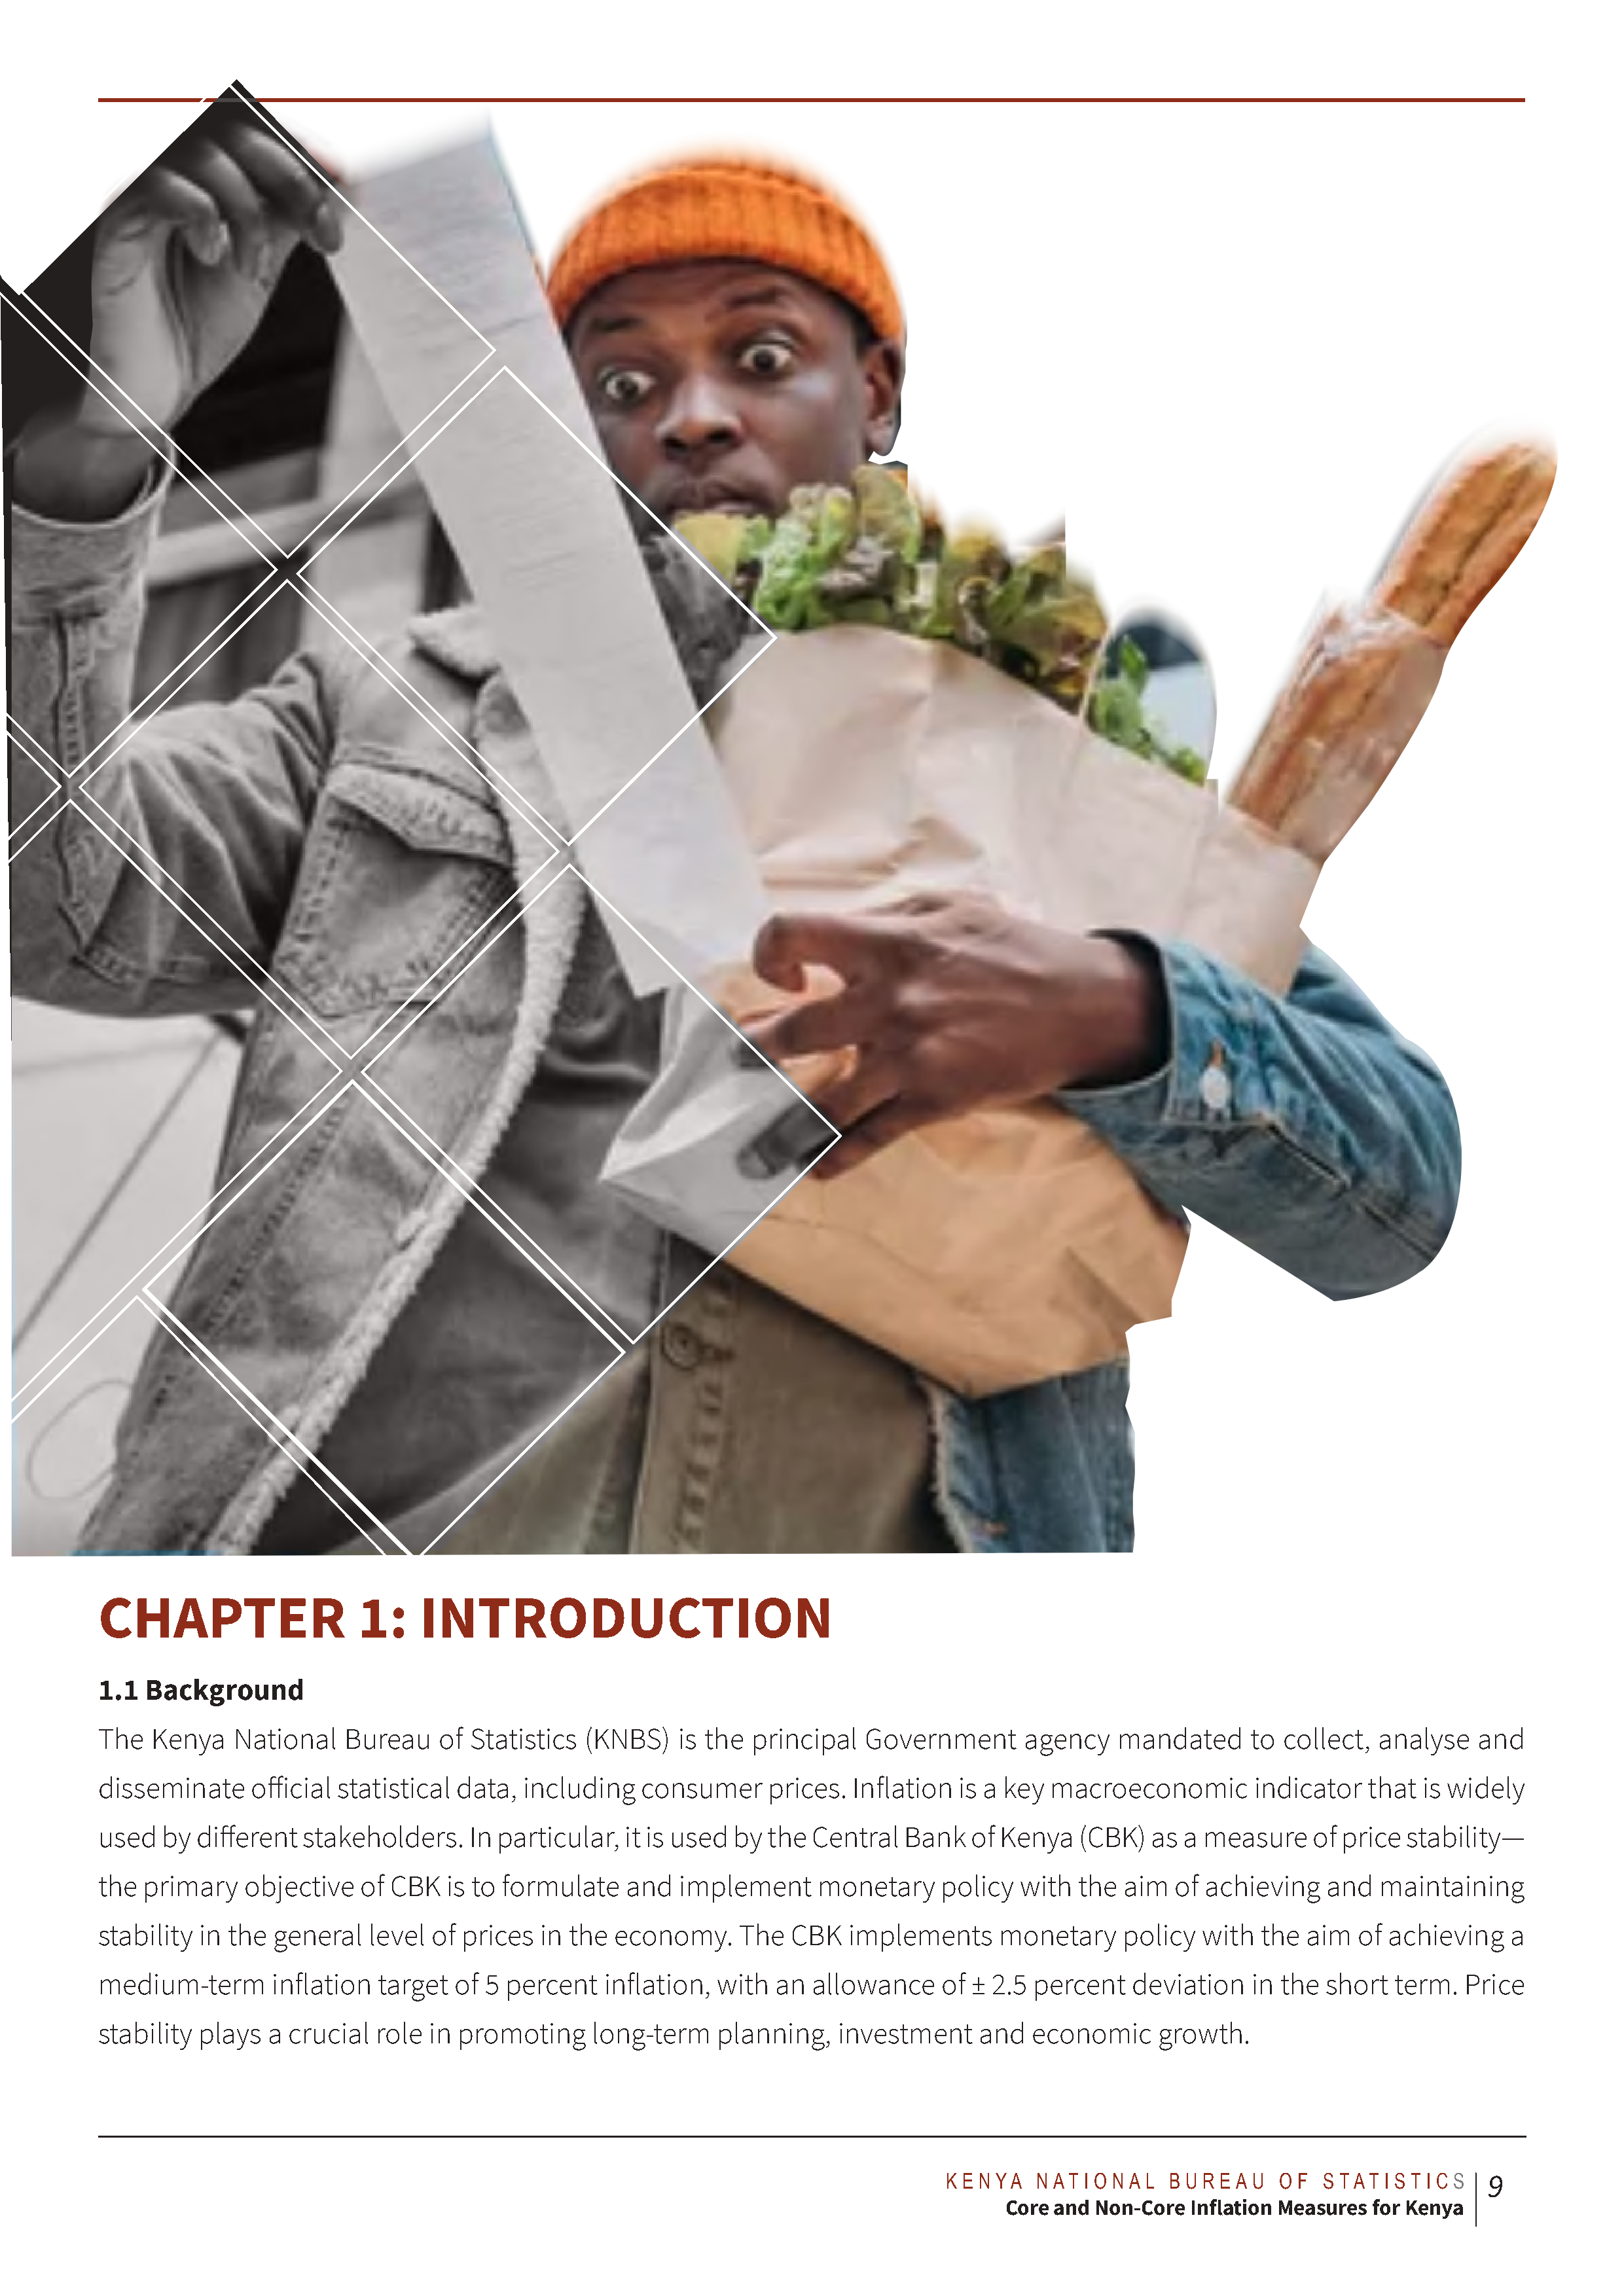 CHAPTER 1: INTRODUCTION
1.1 Background
The Kenya National Bureau of Statistics (KNBS) is the principal Government agency mandated to collect, analyse and
disseminate official statistical data, including consumer prices. Inflation is a key macroeconomic indicator that is widely
used by different stakeholders. In particular, it is used by the Central Bank of Kenya (CBK) as a measure of price stability—
the primary objective of CBK is to formulate and implement monetary policy with the aim of achieving and maintaining
stability in the general level of prices in the economy. The CBK implements monetary policy with the aim of achieving a
medium-term inflation target of 5 percent inflation, with an allowance of ± 2.5 percent deviation in the short term. Price
stability plays a crucial role in promoting long-term planning, investment and economic growth.
KENYA NATIONAL BUREAU OF STATISTICS
Core and Non-Core Inflation Measures for Kenya
9